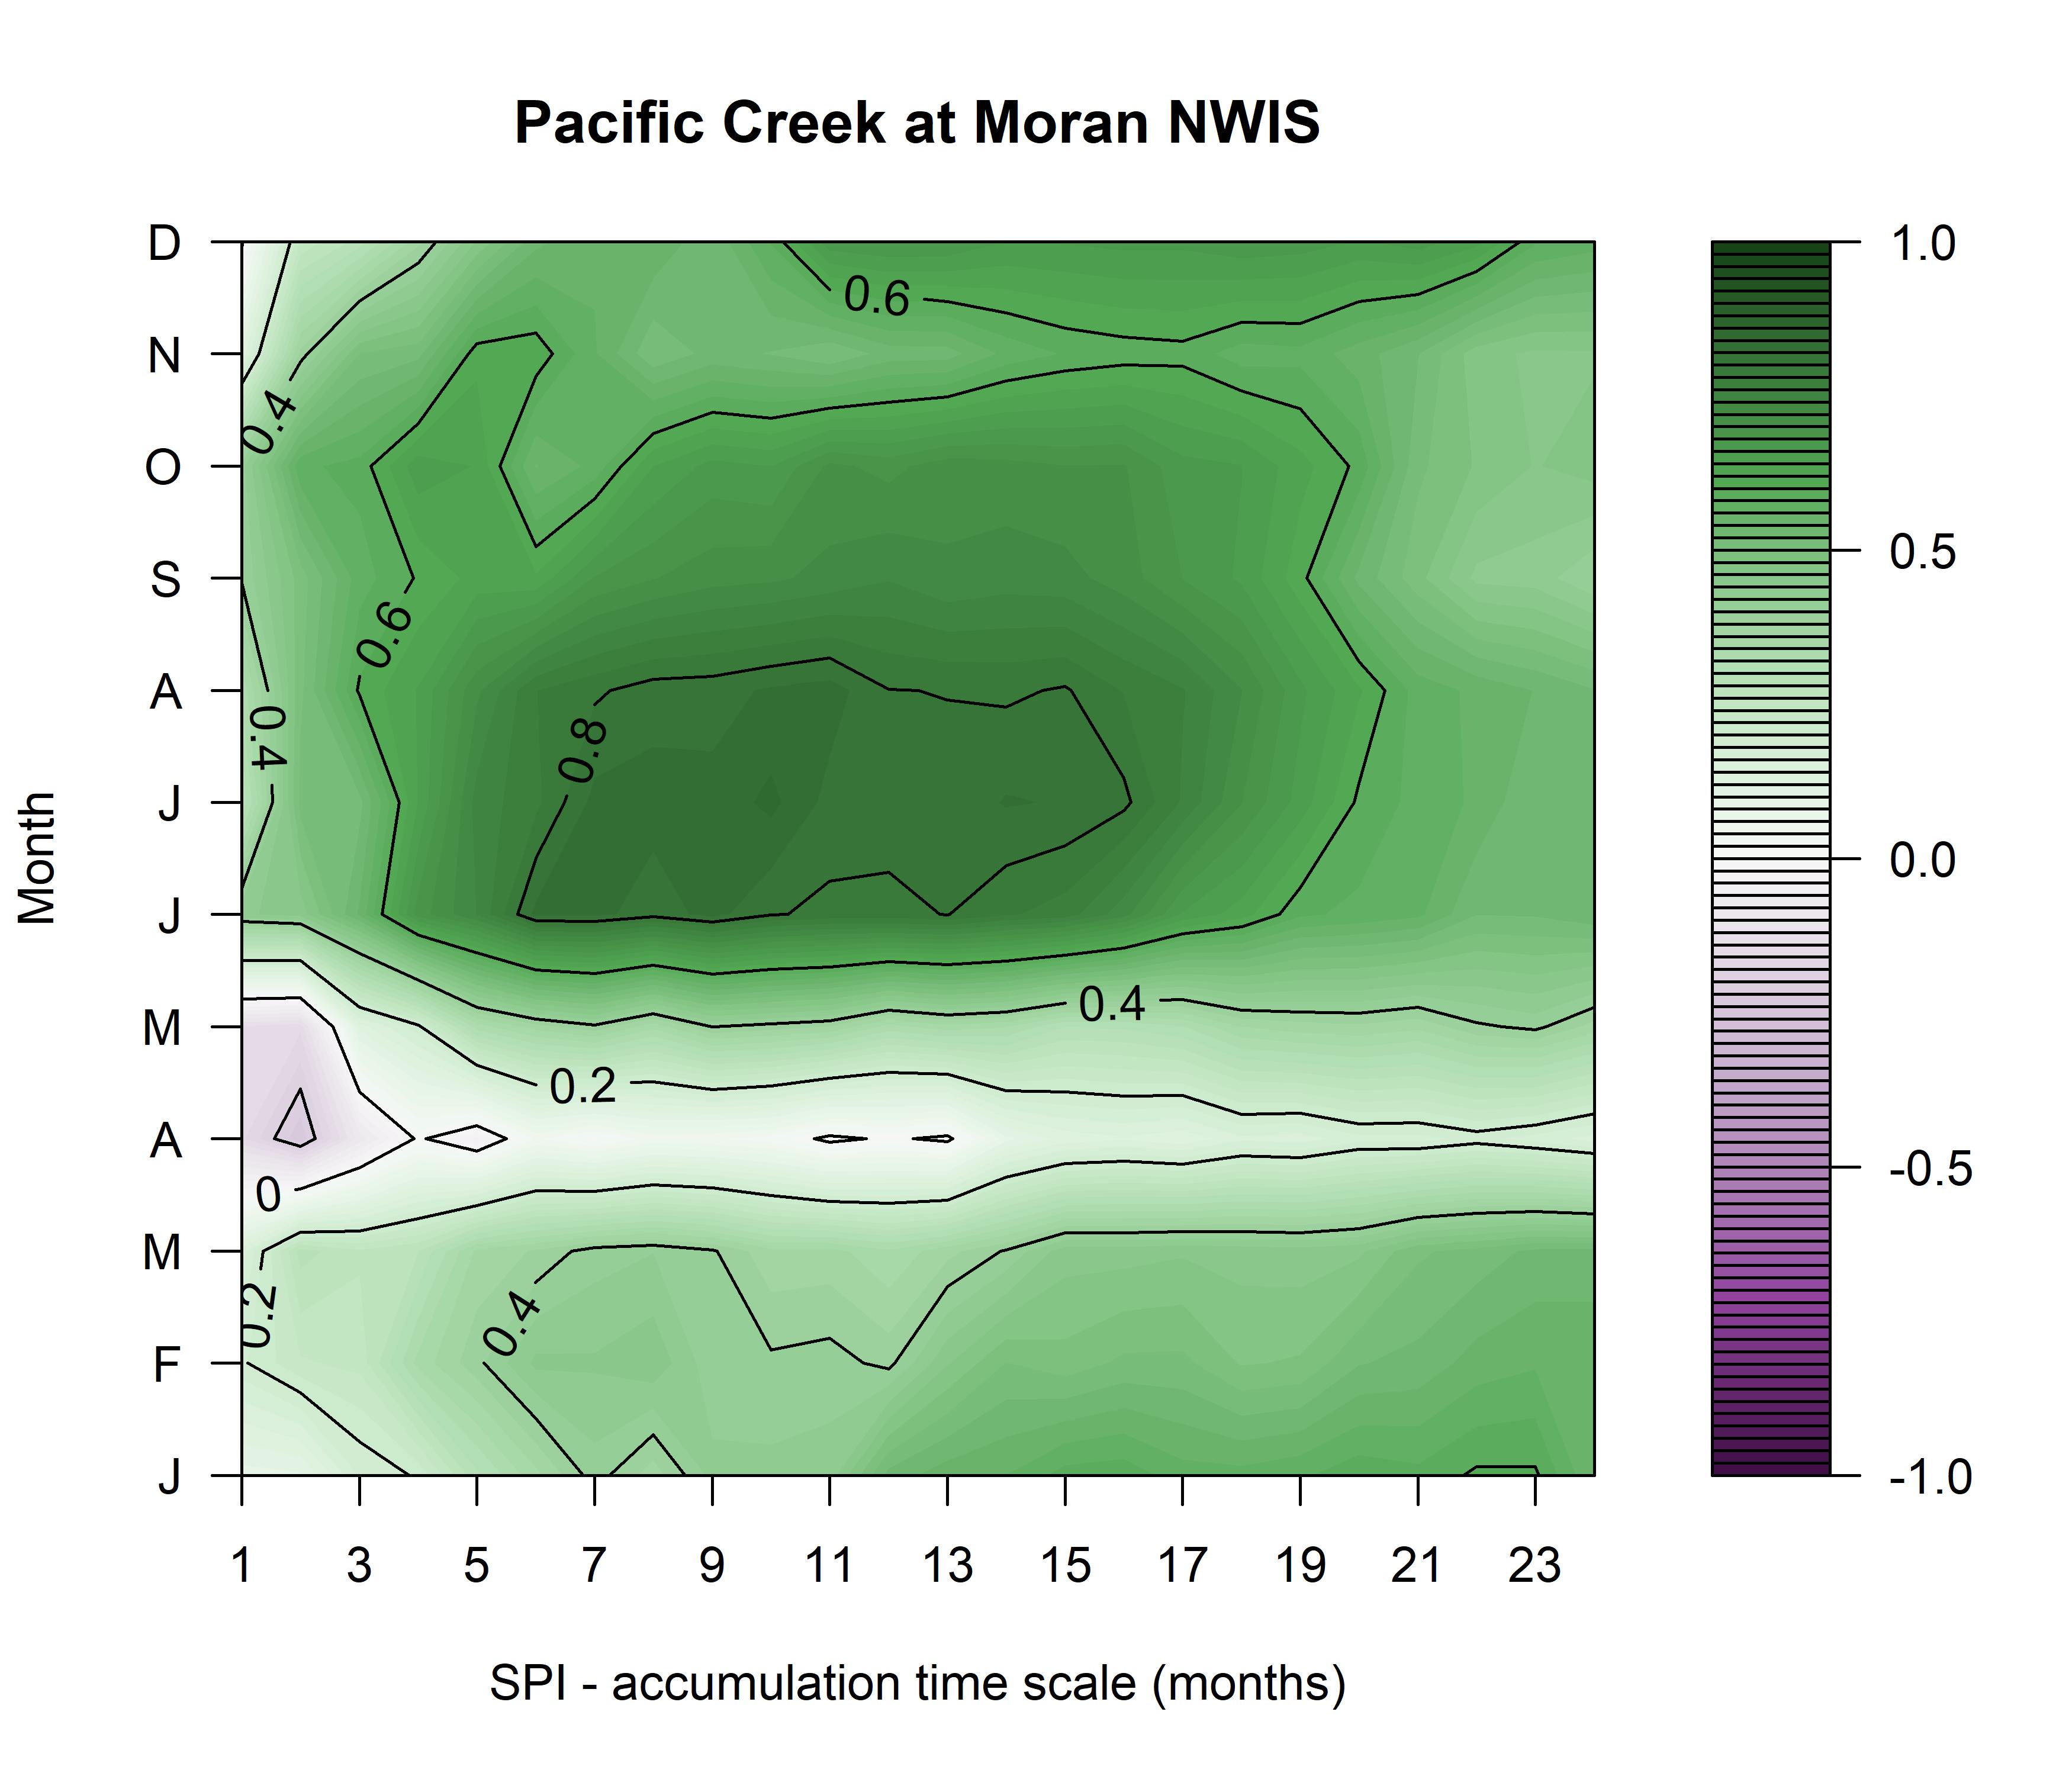 Pacific Creek at Moran NWIS
D
N
O
S
A
J
J
M
A
M
F
J
Month
0.6
0.4
0.6
0.4
0.8
0.4
0.2
0
0.2
0.4
1 3 5 7 9 11 13 15 17 19 21 23
SPI - accumulation time scale (months)
1.0
0.5
0.0
-0.5
-1.0